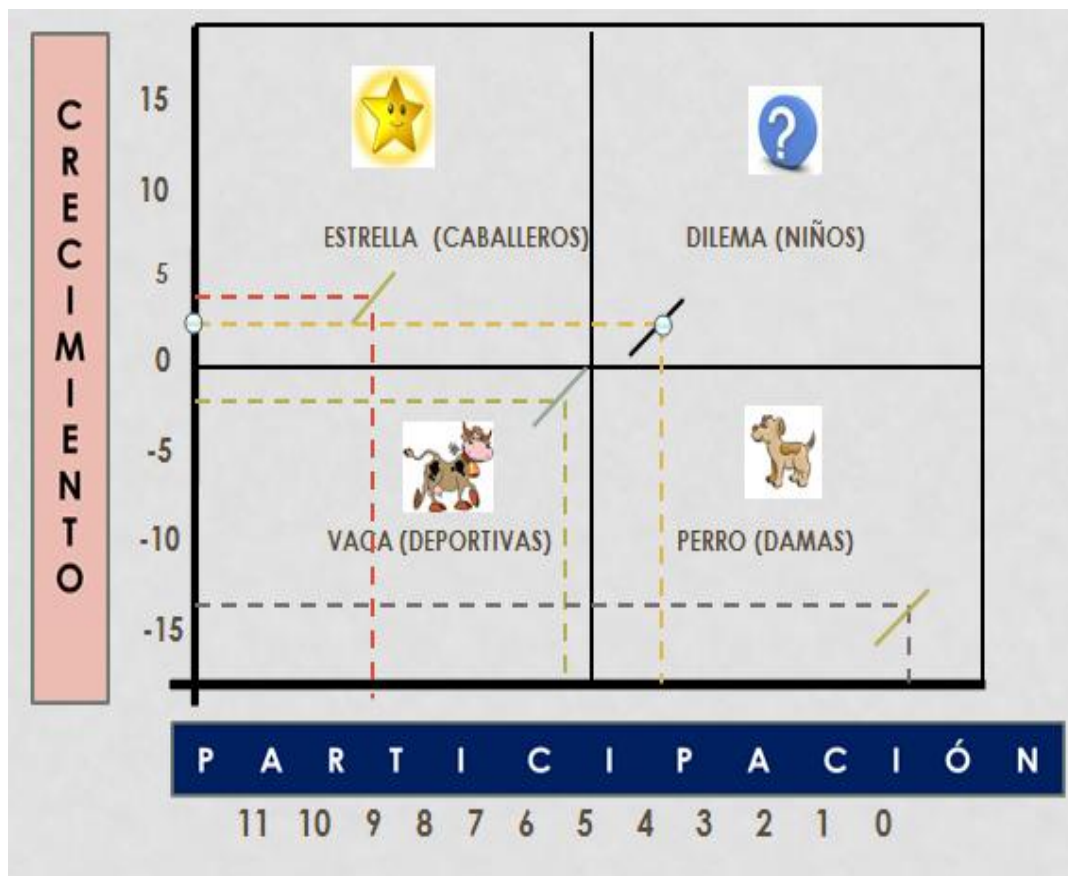 CRECIMIENTO
15
10
5
0
-5
-10
-15
ESTRELLA (CABALLEROS)
DILEMA (NIÑOS)
?
VACA (DEPORTIVAS)
PERRO (DAMAS)
PARTICIPACIÓN
11 10 9 8 7 6 5 4 3 2 1 0